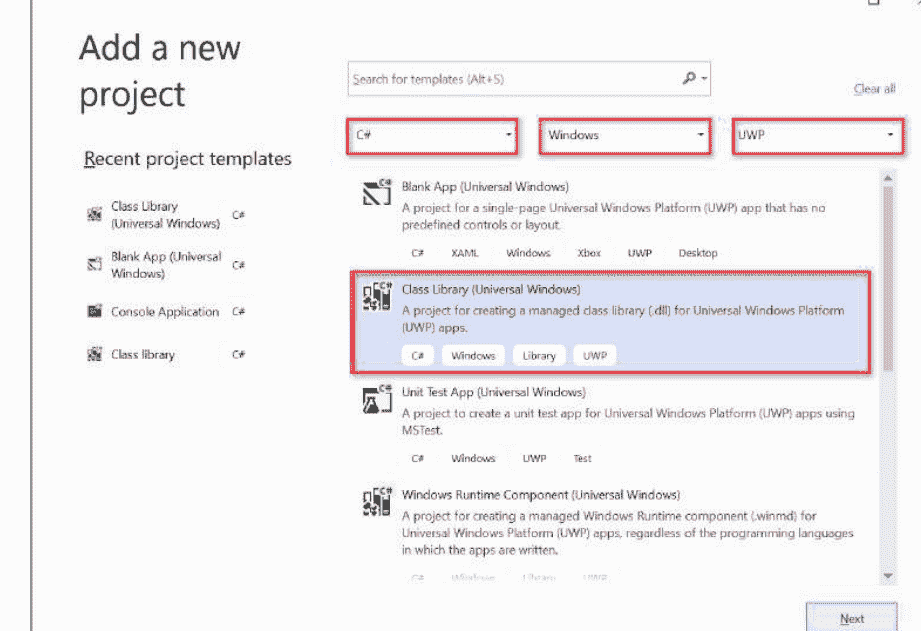 Add a new
project
Search for templates (Alt+S)
Clear all
C#
Windows
UWP
Recent project templates
Class Library
(Universal Windows)
C#
Blank App (Universal
Windows)
C#
Console Application
C#
Class library
C#
Blank App (Universal Windows)
A project for a single-page Universal Windows Platform (UWP) app that has no
predefined controls or layout.
C# XAML Windows Xbox UWP Desktop
Class Library (Universal Windows)
A project for creating a managed class library (.dll) for Universal Windows Platform
(UWP) apps.
C# Windows Library UWP
Unit Test App (Universal Windows)
A project to create a unit test app for Universal Windows Platform (UWP) apps using
MSTest.
C# Windows UWP Test
Windows Runtime Component (Universal Windows)
A project for creating a managed Windows Runtime component (.winmd) for
Universal Windows Platform (UWP) apps, regardless of the programming languages
in which the apps are written.
C# Windows Library UWP
Next